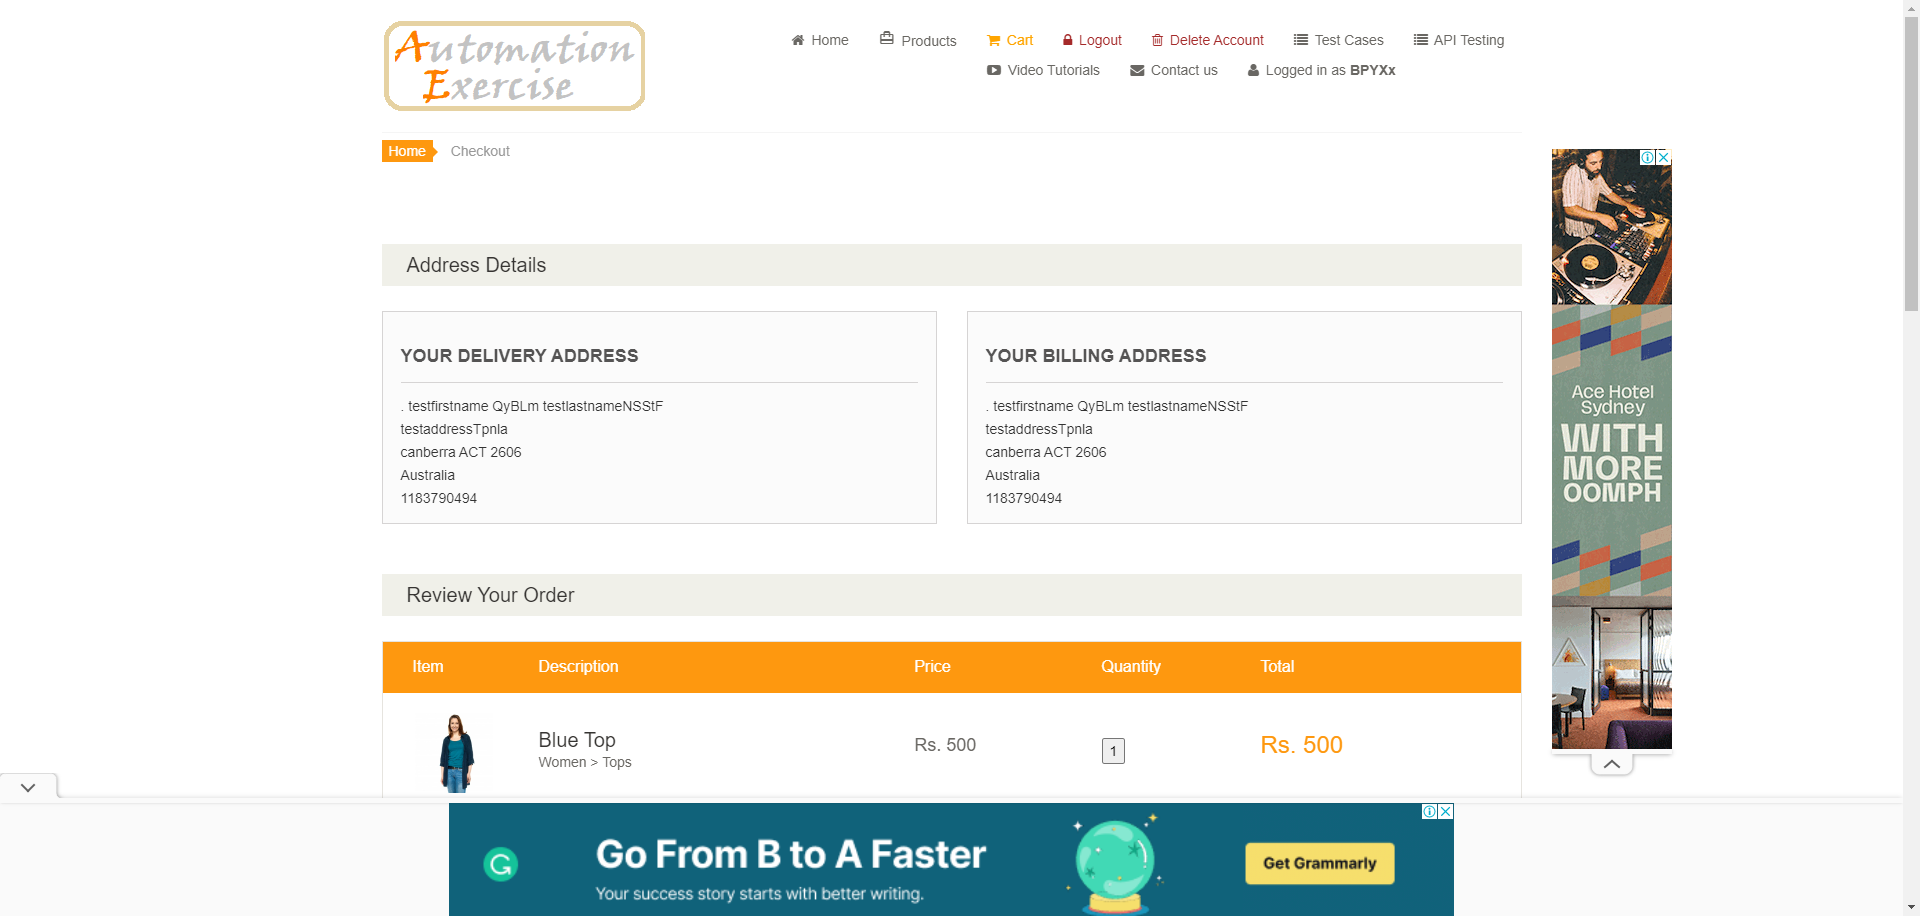 Automation
Exercise
Home
Products
Cart
Logout
Delete Account
Test Cases
API Testing
Video Tutorials
Contact us
Logged in as BPYXx
Home
Checkout
Address Details
YOUR DELIVERY ADDRESS
. testfirstname QyBLm testlastnameNSStF
testaddressTpnla
canberra ACT 2606
Australia
1183790494
YOUR BILLING ADDRESS
. testfirstname QyBLm testlastnameNSStF
testaddressTpnla
canberra ACT 2606
Australia
1183790494
Ace Hotel
Sydney
WITH
MORE
OOMPH
Review Your Order
Item Description Price Quantity Total
Blue Top
Women > Tops
Rs. 500
1
Rs. 500
Go From B to A Faster
Your success story starts with better writing.
Get Grammarly